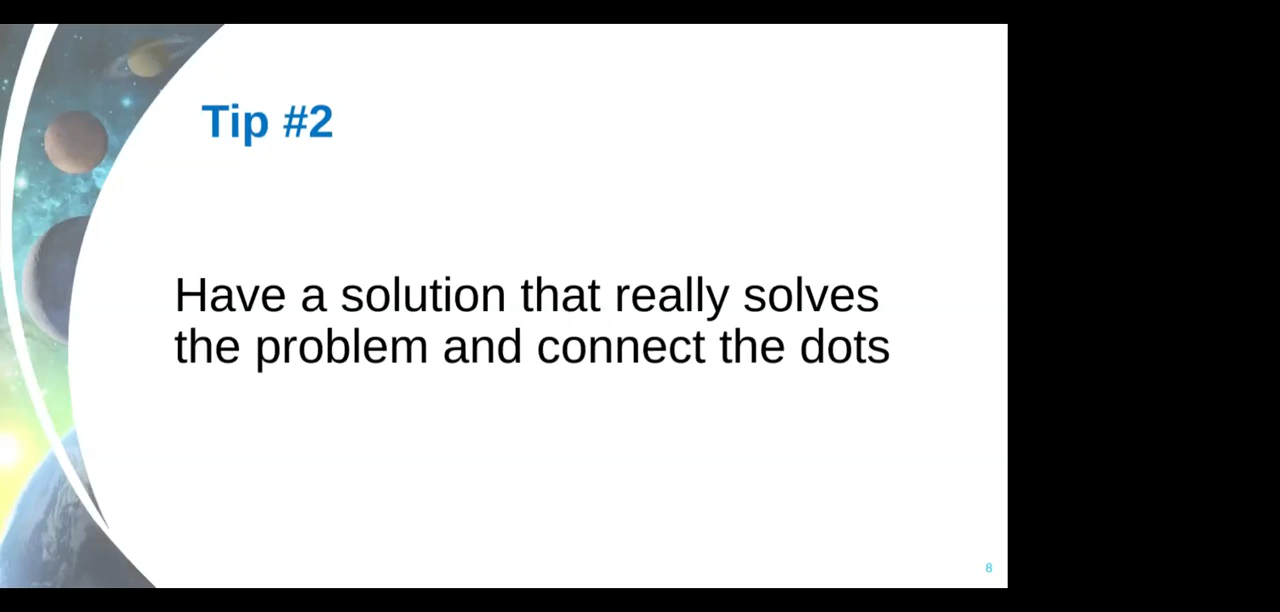 Tip #2
Have a solution that really solves
the problem and connect the dots
8